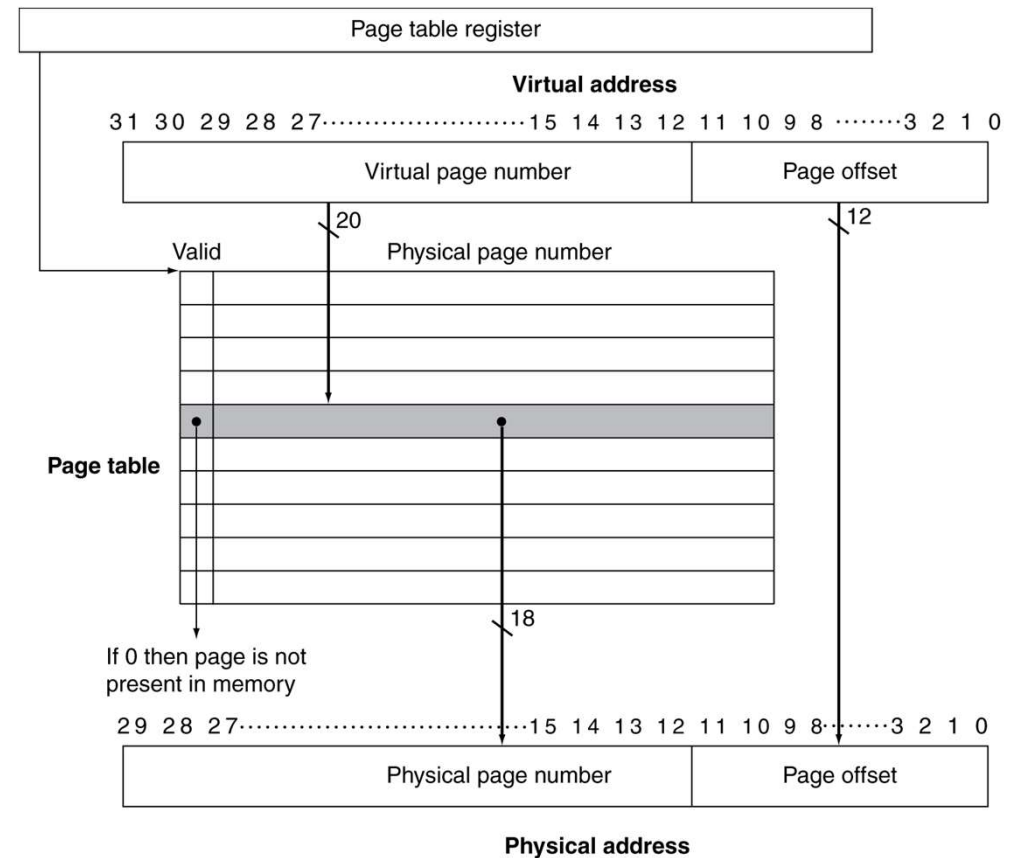 Page table register
Virtual address
31 30 29 28 27························15 14 13 12 11 10 9 8 ········3 2 1 0
Virtual page number Page offset
20 12
Valid Physical page number
Page table
18
If 0 then page is not
present in memory
29 28 27··································15 14 13 12 11 10 9 8········3 2 1 0
Physical page number Page offset
Physical address